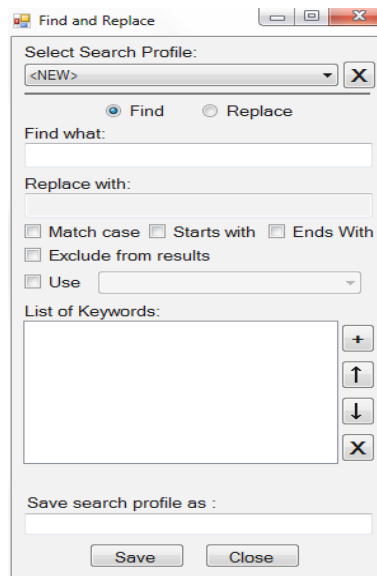 Find and Replace
Select Search Profile:
<NEW>
X
Find Replace
Find what:
Replace with:
Match case Starts with Ends With
Exclude from results
Use
List of Keywords:
+
↑
↓
X
Save search profile as :
Save Close